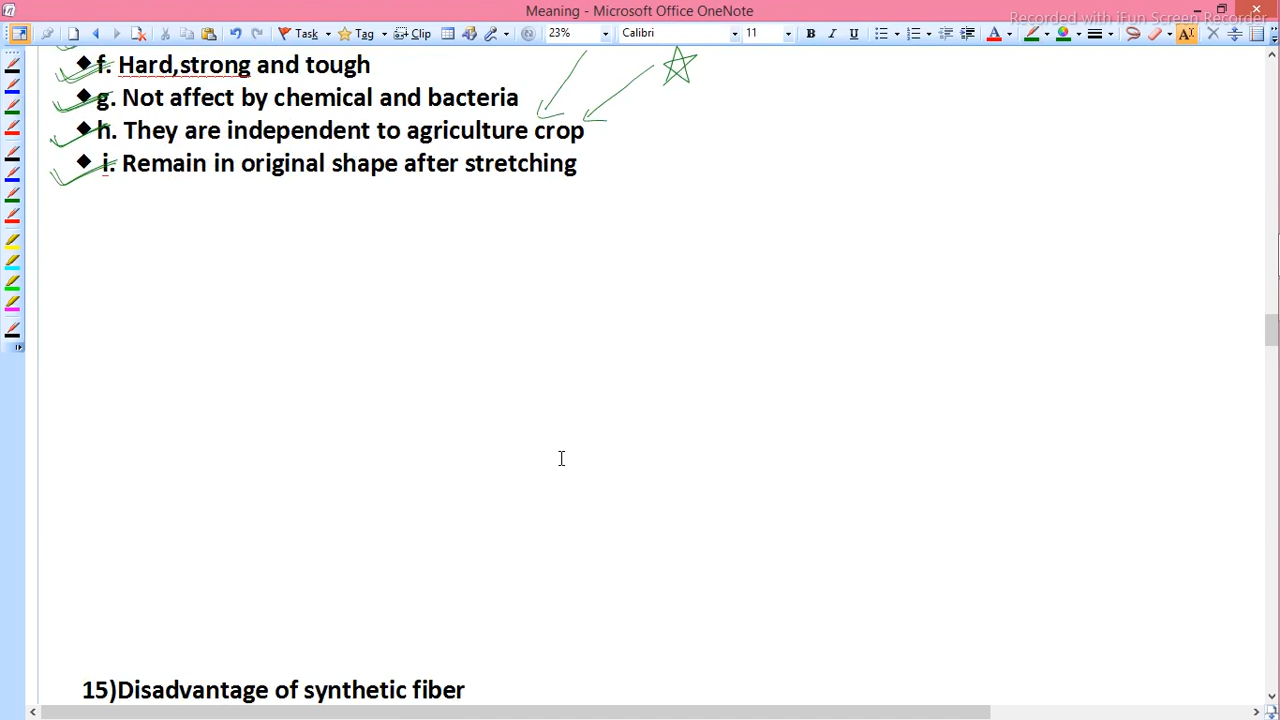 Meaning - Microsoft Office OneNote
Recorded with iFun Screen Recorder
Task Tag Clip 23% Calibri 11 B I U
f. Hard,strong and tough
g. Not affect by chemical and bacteria
h. They are independent to agriculture crop
i. Remain in original shape after stretching
15)Disadvantage of synthetic fiber